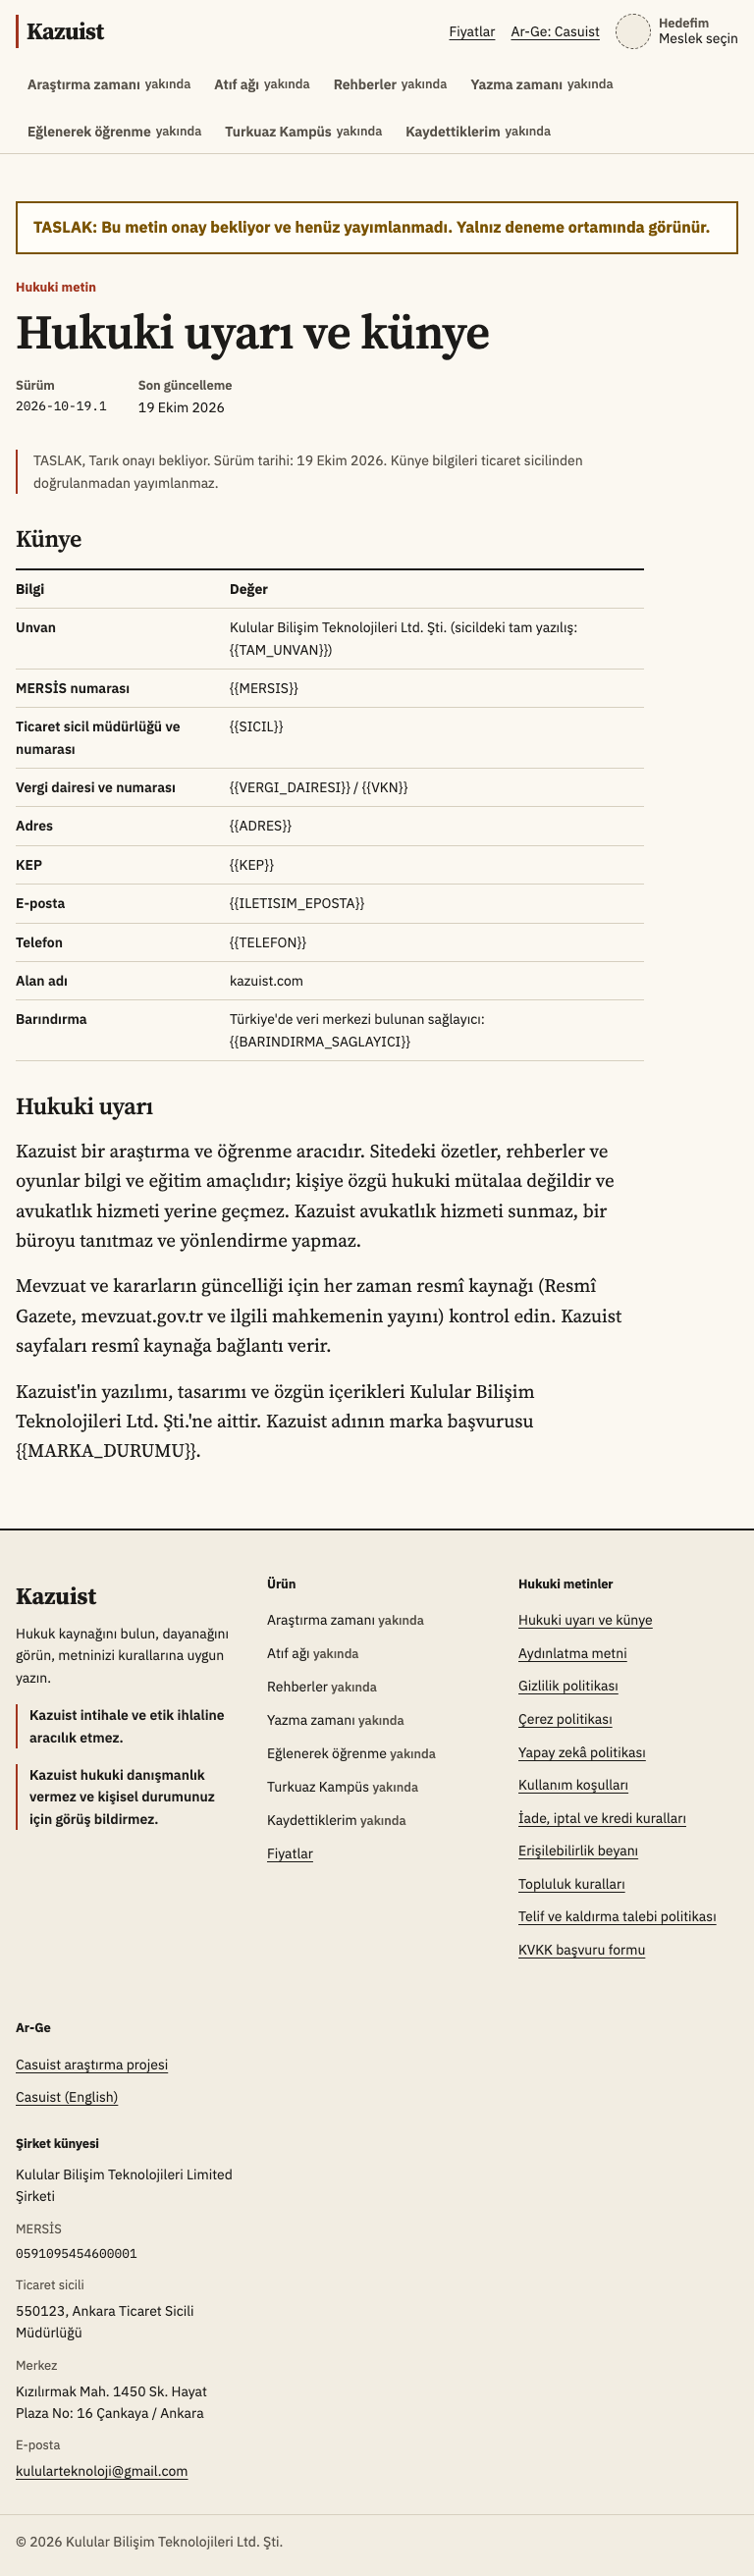 Kazuist
Fiyatlar
Ar-Ge: Casuist
Hedefim
Meslek seçin
Araştırma zamanı yakında
Atıf ağı yakında
Rehberler yakında
Yazma zamanı yakında
Eğlenerek öğrenme yakında
Turkuaz Kampüs yakında
Kaydettiklerim yakında
TASLAK: Bu metin onay bekliyor ve henüz yayımlanmadı. Yalnız deneme ortamında görünür.
Hukuki metin
Hukuki uyarı ve künye
Sürüm
2026-10-19.1
Son güncelleme
19 Ekim 2026
TASLAK, Tarık onayı bekliyor. Sürüm tarihi: 19 Ekim 2026. Künye bilgileri ticaret sicilinden
doğrulanmadan yayımlanmaz.
Künye
Bilgi Değer
Unvan Kulular Bilişim Teknolojileri Ltd. Şti. (sicildeki tam yazılış:
{{TAM_UNVAN}})
MERSİS numarası {{MERSIS}}
Ticaret sicil müdürlüğü ve {{SICIL}}
numarası
Vergi dairesi ve numarası {{VERGI_DAIRESI}} / {{VKN}}
Adres {{ADRES}}
KEP {{KEP}}
E-posta {{ILETISIM_EPOSTA}}
Telefon {{TELEFON}}
Alan adı kazuist.com
Barındırma Türkiye'de veri merkezi bulunan sağlayıcı:
{{BARINDIRMA_SAGLAYICI}}
Hukuki uyarı
Kazuist bir araştırma ve öğrenme aracıdır. Sitedeki özetler, rehberler ve
oyunlar bilgi ve eğitim amaçlıdır; kişiye özgü hukuki mütalaa değildir ve
avukatlık hizmeti yerine geçmez. Kazuist avukatlık hizmeti sunmaz, bir
büroyu tanıtmaz ve yönlendirme yapmaz.
Mevzuat ve kararların güncelliği için her zaman resmî kaynağı (Resmî
Gazete, mevzuat.gov.tr ve ilgili mahkemenin yayını) kontrol edin. Kazuist
sayfaları resmî kaynağa bağlantı verir.
Kazuist'in yazılımı, tasarımı ve özgün içerikleri Kulular Bilişim
Teknolojileri Ltd. Şti.'ne aittir. Kazuist adının marka başvurusu
{{MARKA_DURUMU}}.
Kazuist
Hukuk kaynağını bulun, dayanağını
görün, metninizi kurallarına uygun
yazın.
Kazuist intihale ve etik ihlaline
aracılık etmez.
Kazuist hukuki danışmanlık
vermez ve kişisel durumunuz
için görüş bildirmez.
Ürün
Araştırma zamanı yakında
Atıf ağı yakında
Rehberler yakında
Yazma zamanı yakında
Eğlenerek öğrenme yakında
Turkuaz Kampüs yakında
Kaydettiklerim yakında
Fiyatlar
Hukuki metinler
Hukuki uyarı ve künye
Aydınlatma metni
Gizlilik politikası
Çerez politikası
Yapay zekâ politikası
Kullanım koşulları
İade, iptal ve kredi kuralları
Erişilebilirlik beyanı
Topluluk kuralları
Telif ve kaldırma talebi politikası
KVKK başvuru formu
Ar-Ge
Casuist araştırma projesi
Casuist (English)
Şirket künyesi
Kulular Bilişim Teknolojileri Limited
Şirketi
MERSİS
0591095454600001
Ticaret sicili
550123, Ankara Ticaret Sicili
Müdürlüğü
Merkez
Kızılırmak Mah. 1450 Sk. Hayat
Plaza No: 16 Çankaya / Ankara
E-posta
kulularteknoloji@gmail.com
© 2026 Kulular Bilişim Teknolojileri Ltd. Şti.